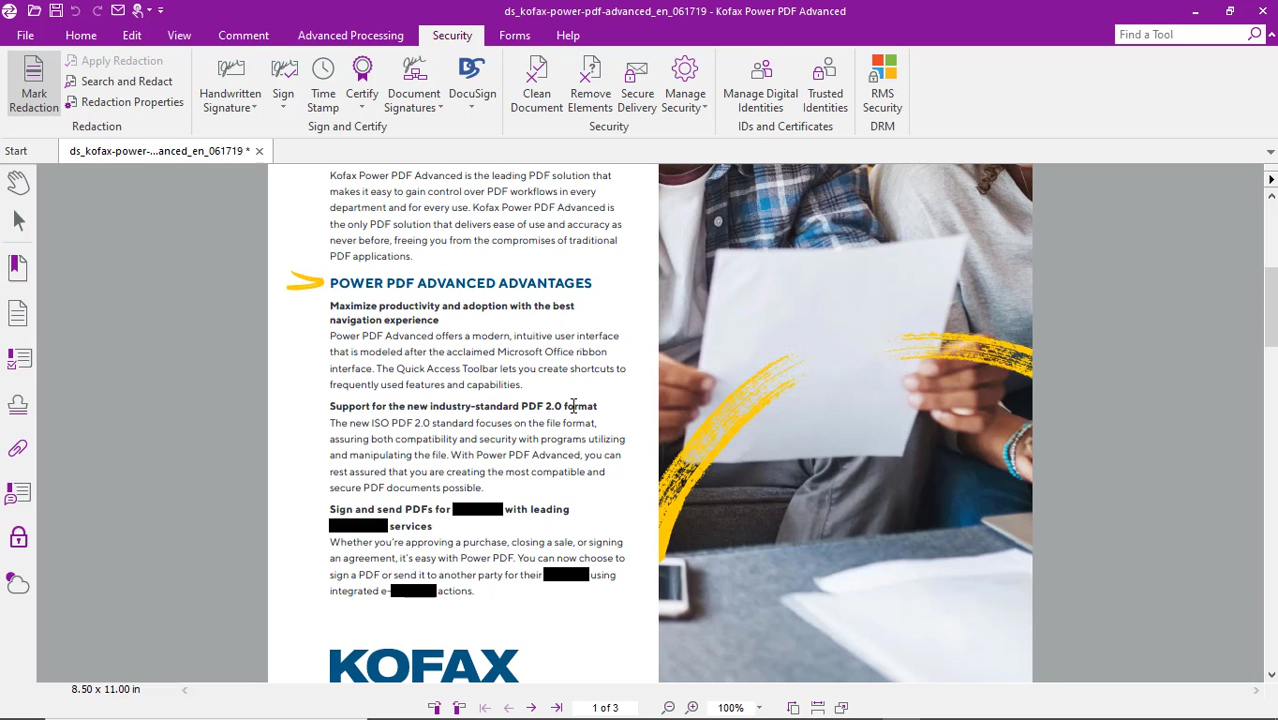 ds_kofax-power-pdf-advanced_en_061719 - Kofax Power PDF Advanced
File Home Edit View Comment Advanced Processing Security Forms Help Find a Tool
Mark Redaction
Apply Redaction
Search and Redact
Redaction Properties
Redaction
Handwritten Signature
Sign
Time Stamp
Certify
Document Signatures
DocuSign
Sign and Certify
Clean Document
Remove Elements
Secure Delivery
Manage Security
Security
Manage Digital Identities
Trusted Identities
IDs and Certificates
RMS Security
DRM
Start
ds_kofax-power-...anced_en_061719 *
Kofax Power PDF Advanced is the leading PDF solution that
makes it easy to gain control over PDF workflows in every
department and for every use. Kofax Power PDF Advanced is
the only PDF solution that delivers ease of use and accuracy as
never before, freeing you from the compromises of traditional
PDF applications.
POWER PDF ADVANCED ADVANTAGES
Maximize productivity and adoption with the best
navigation experience
Power PDF Advanced offers a modern, intuitive user interface
that is modeled after the acclaimed Microsoft Office ribbon
interface. The Quick Access Toolbar lets you create shortcuts to
frequently used features and capabilities.
Support for the new industry-standard PDF 2.0 format
The new ISO PDF 2.0 standard focuses on the file format,
assuring both compatibility and security with programs utilizing
and manipulating the file. With Power PDF Advanced, you can
rest assured that you are creating the most compatible and
secure PDF documents possible.
Sign and send PDFs for with leading
services
Whether you're approving a purchase, closing a sale, or signing
an agreement, it's easy with Power PDF. You can now choose to
sign a PDF or send it to another party for their using
integrated e- actions.
KOFAX
8.50 x 11.00 in
1 of 3
100%